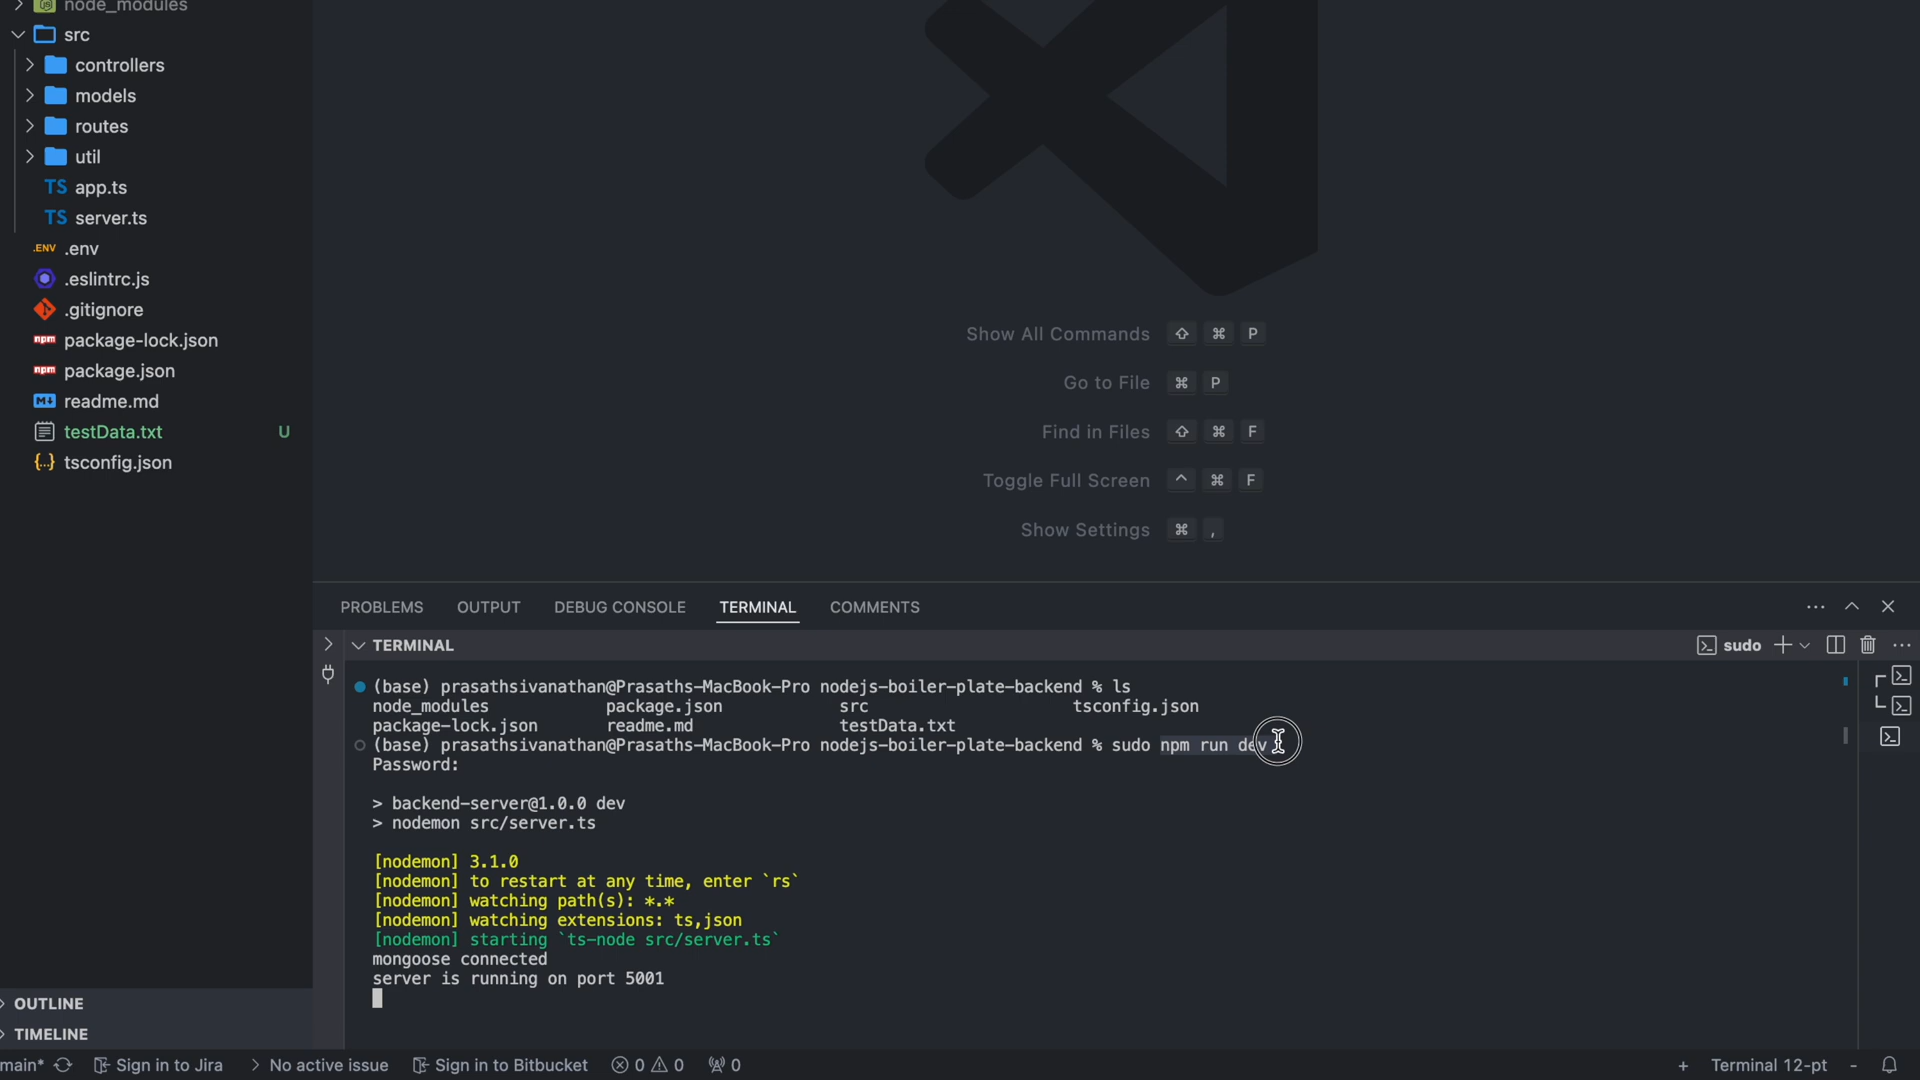 node_modules
src
controllers
models
routes
util
TS app.ts
TS server.ts
.ENV .env
.eslintrc.js
.gitignore
npm package-lock.json
npm package.json
M↓ readme.md
testData.txt U
{..} tsconfig.json
OUTLINE
TIMELINE
Show All Commands ⇧ ⌘ P
Go to File ⌘ P
Find in Files ⇧ ⌘ F
Toggle Full Screen ^ ⌘ F
Show Settings ⌘ ,
PROBLEMS OUTPUT DEBUG CONSOLE TERMINAL COMMENTS
TERMINAL sudo
(base) prasathsivanathan@Prasaths-MacBook-Pro nodejs-boiler-plate-backend % ls
node_modules package.json src tsconfig.json
package-lock.json readme.md testData.txt
(base) prasathsivanathan@Prasaths-MacBook-Pro nodejs-boiler-plate-backend % sudo npm run dev
Password:
> backend-server@1.0.0 dev
> nodemon src/server.ts
[nodemon] 3.1.0
[nodemon] to restart at any time, enter `rs`
[nodemon] watching path(s): *.*
[nodemon] watching extensions: ts,json
[nodemon] starting `ts-node src/server.ts`
mongoose connected
server is running on port 5001
main* Sign in to Jira > No active issue Sign in to Bitbucket 0 0 0 + Terminal 12-pt -